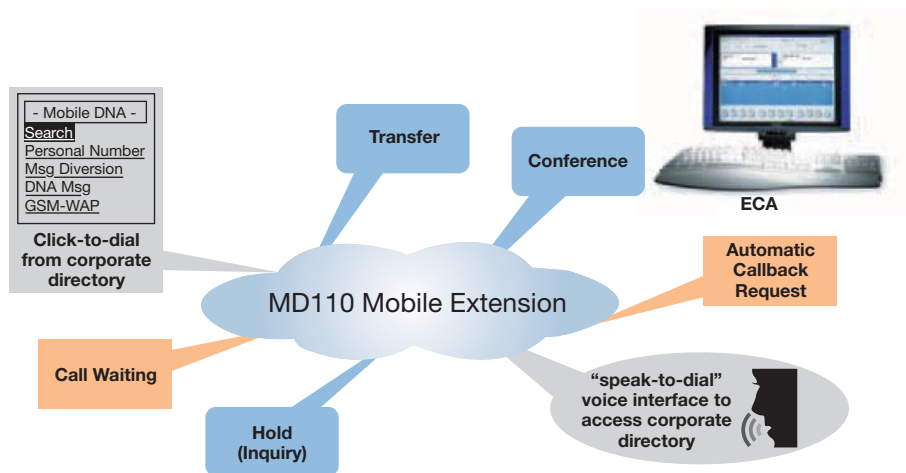 - Mobile DNA -
Search
Personal Number
Msg Diversion
DNA Msg
GSM-WAP
Click-to-dial
from corporate
directory
Transfer
Conference
ECA
MD110 Mobile Extension
Automatic
Callback
Request
Call Waiting
Hold
(Inquiry)
“speak-to-dial”
voice interface to
access corporate
directory